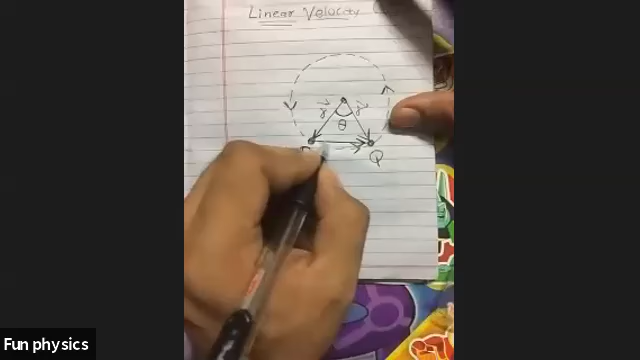 Linear Velocity
θ
Q
Fun physics